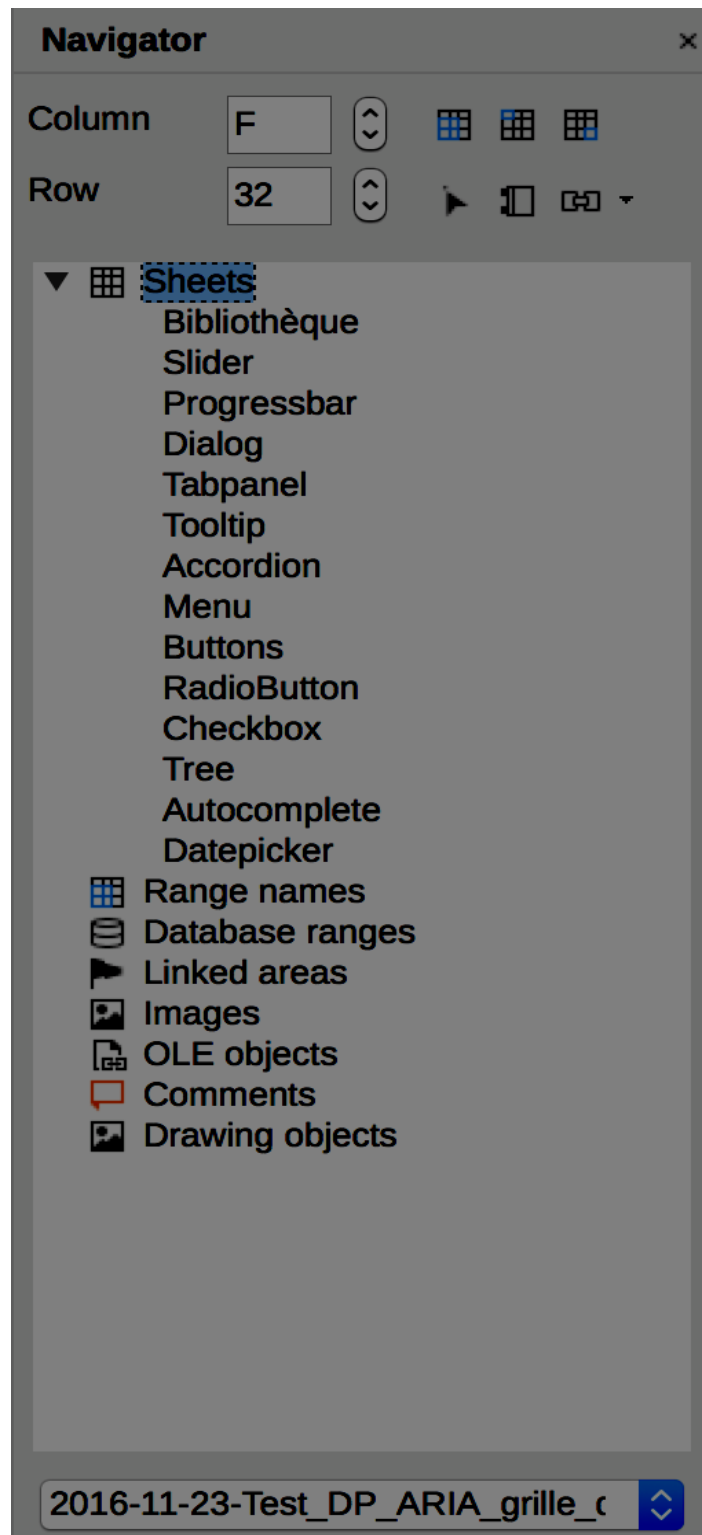 Navigator
Column F
Row 32
Sheets
Bibliothèque
Slider
Progressbar
Dialog
Tabpanel
Tooltip
Accordion
Menu
Buttons
RadioButton
Checkbox
Tree
Autocomplete
Datepicker
Range names
Database ranges
Linked areas
Images
OLE objects
Comments
Drawing objects
2016-11-23-Test_DP_ARIA_grille_